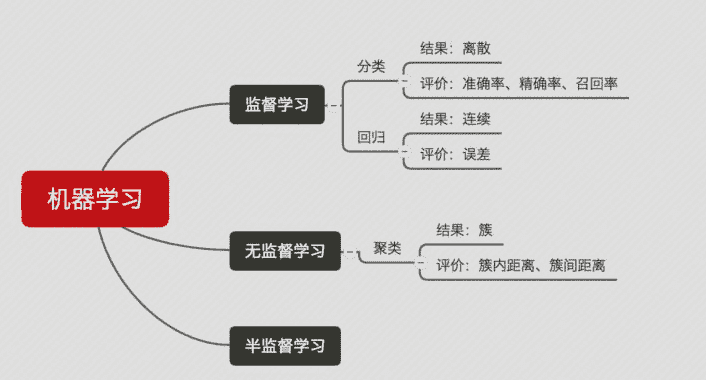 机器学习
监督学习
分类
结果：离散
评价：准确率、精确率、召回率
回归
结果：连续
评价：误差
无监督学习
聚类
结果：簇
评价：簇内距离、簇间距离
半监督学习